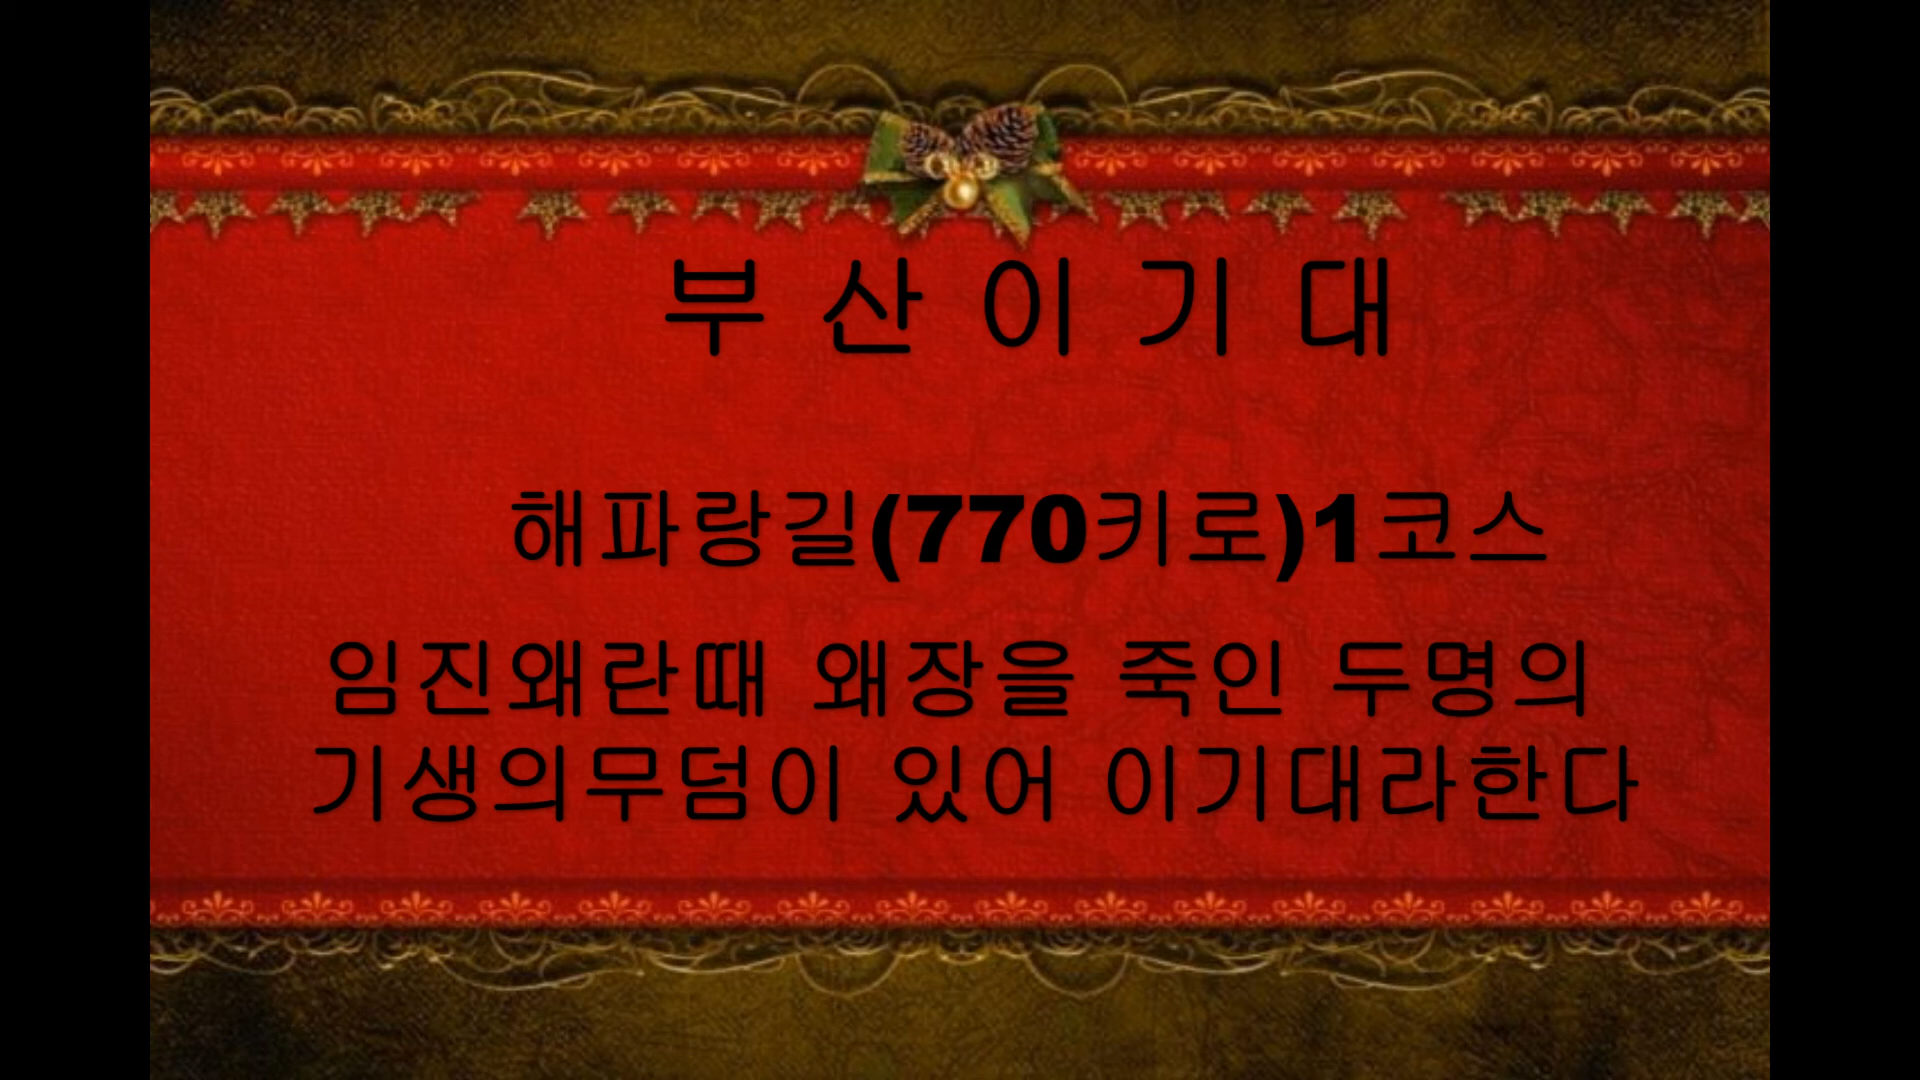 부 산 이 기 대
해파랑길(770키로)1코스
임진왜란때 왜장을 죽인 두명의
기생의무덤이 있어 이기대라한다